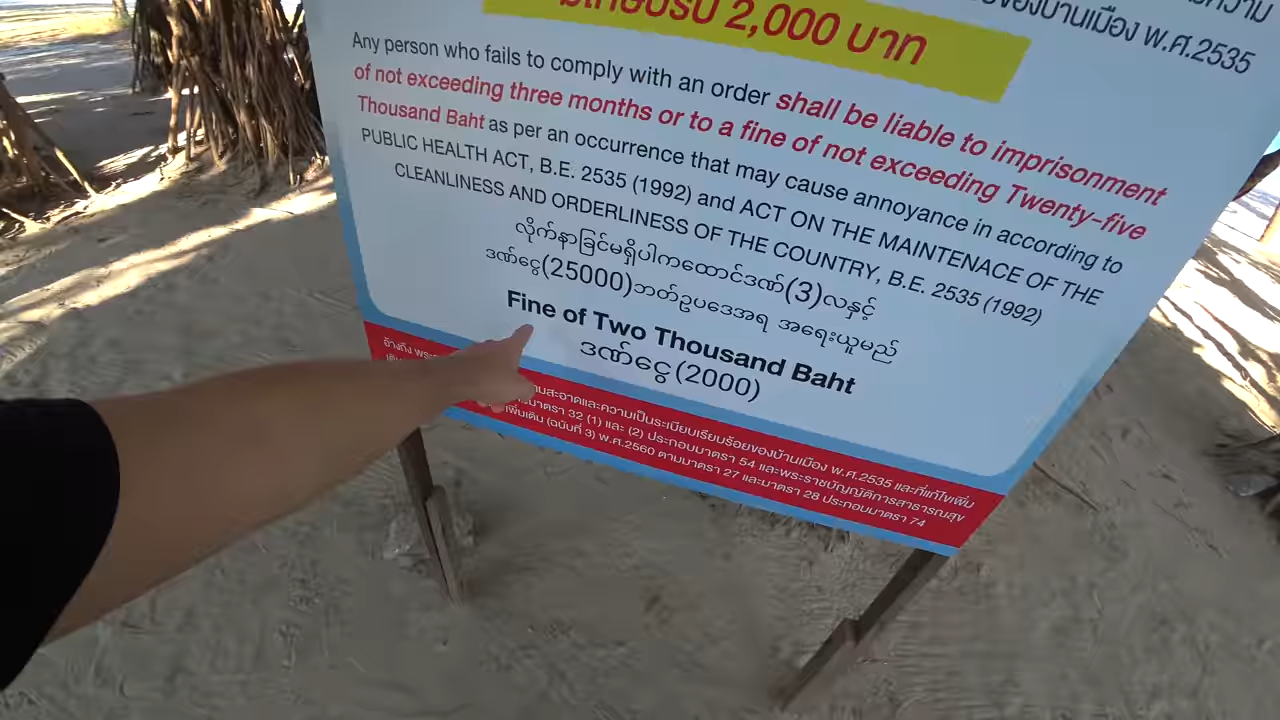 2,000 บาท
ของบ้านเมือง พ.ศ.2535
Any person who fails to comply with an order shall be liable to imprisonment
of not exceeding three months or to a fine of not exceeding Twenty-five
Thousand Baht as per an occurrence that may cause annoyance in according to
PUBLIC HEALTH ACT, B.E. 2535 (1992) and ACT ON THE MAINTENACE OF THE
CLEANLINESS AND ORDERLINESS OF THE COUNTRY, B.E. 2535 (1992)
လိုက်နာခြင်မရှိပါကထောင်ဒဏ်(3)လနှင့်
ဒဏ်ငွေ(25000)ဘတ်ဥပဒေအရ အရေးယူမည်
Fine of Two Thousand Baht
ဒဏ်ငွေ(2000)
อ้างถึง
สะอาดและความเป็นระเบียบเรียบร้อยของบ้านเมือง พ.ศ.2535 และที่แก้ไขเพิ่ม
มาตรา 32 (1) และ (2) ประกอบมาตรา 54 และพระราชบัญญัติการสาธารณสุข
เพิ่มเติม (ฉบับที่ 3) พ.ศ.2560 ตามมาตรา 27 และมาตรา 28 ประกอบมาตรา 74